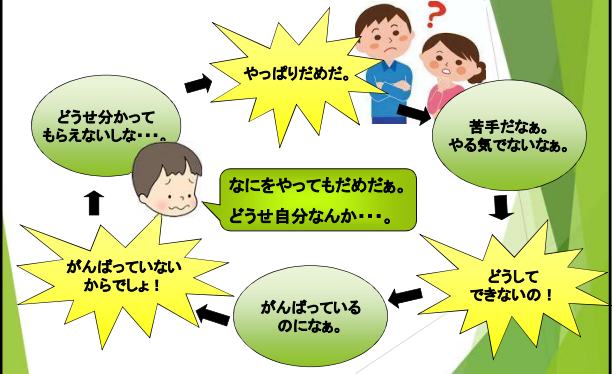 ？
やっぱりだめだ。
苦手だなぁ。
やる気でないなぁ。
どうして
できないの！
がんばっている
のになぁ。
がんばっていない
からでしょ！
どうせ分かって
もらえないしな・・・。
なにをやってもだめだぁ。
どうせ自分なんか・・・。